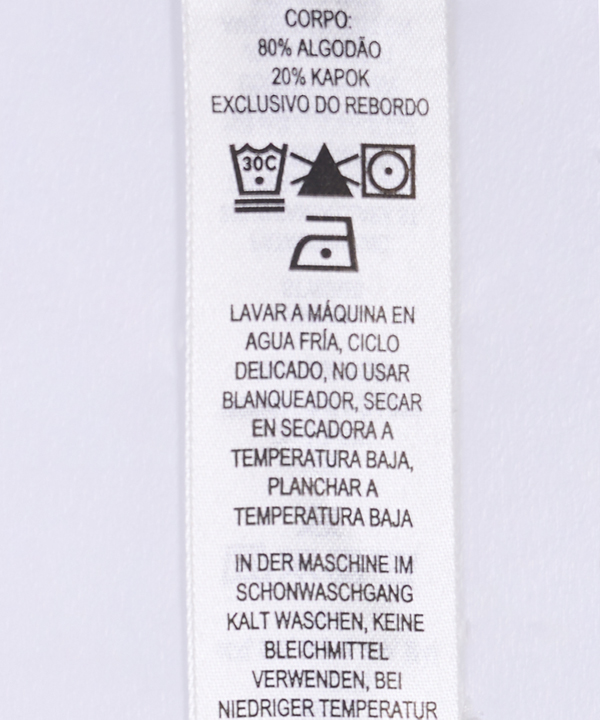 CORPO:
80% ALGODÃO
20% KAPOK
EXCLUSIVO DO REBORDO
30C
LAVAR A MÁQUINA EN
AGUA FRÍA, CICLO
DELICADO, NO USAR
BLANQUEADOR, SECAR
EN SECADORA A
TEMPERATURA BAJA,
PLANCHAR A
TEMPERATURA BAJA
IN DER MASCHINE IM
SCHONWASCHGANG
KALT WASCHEN, KEINE
BLEICHMITTEL
VERWENDEN, BEI
NIEDRIGER TEMPERATUR